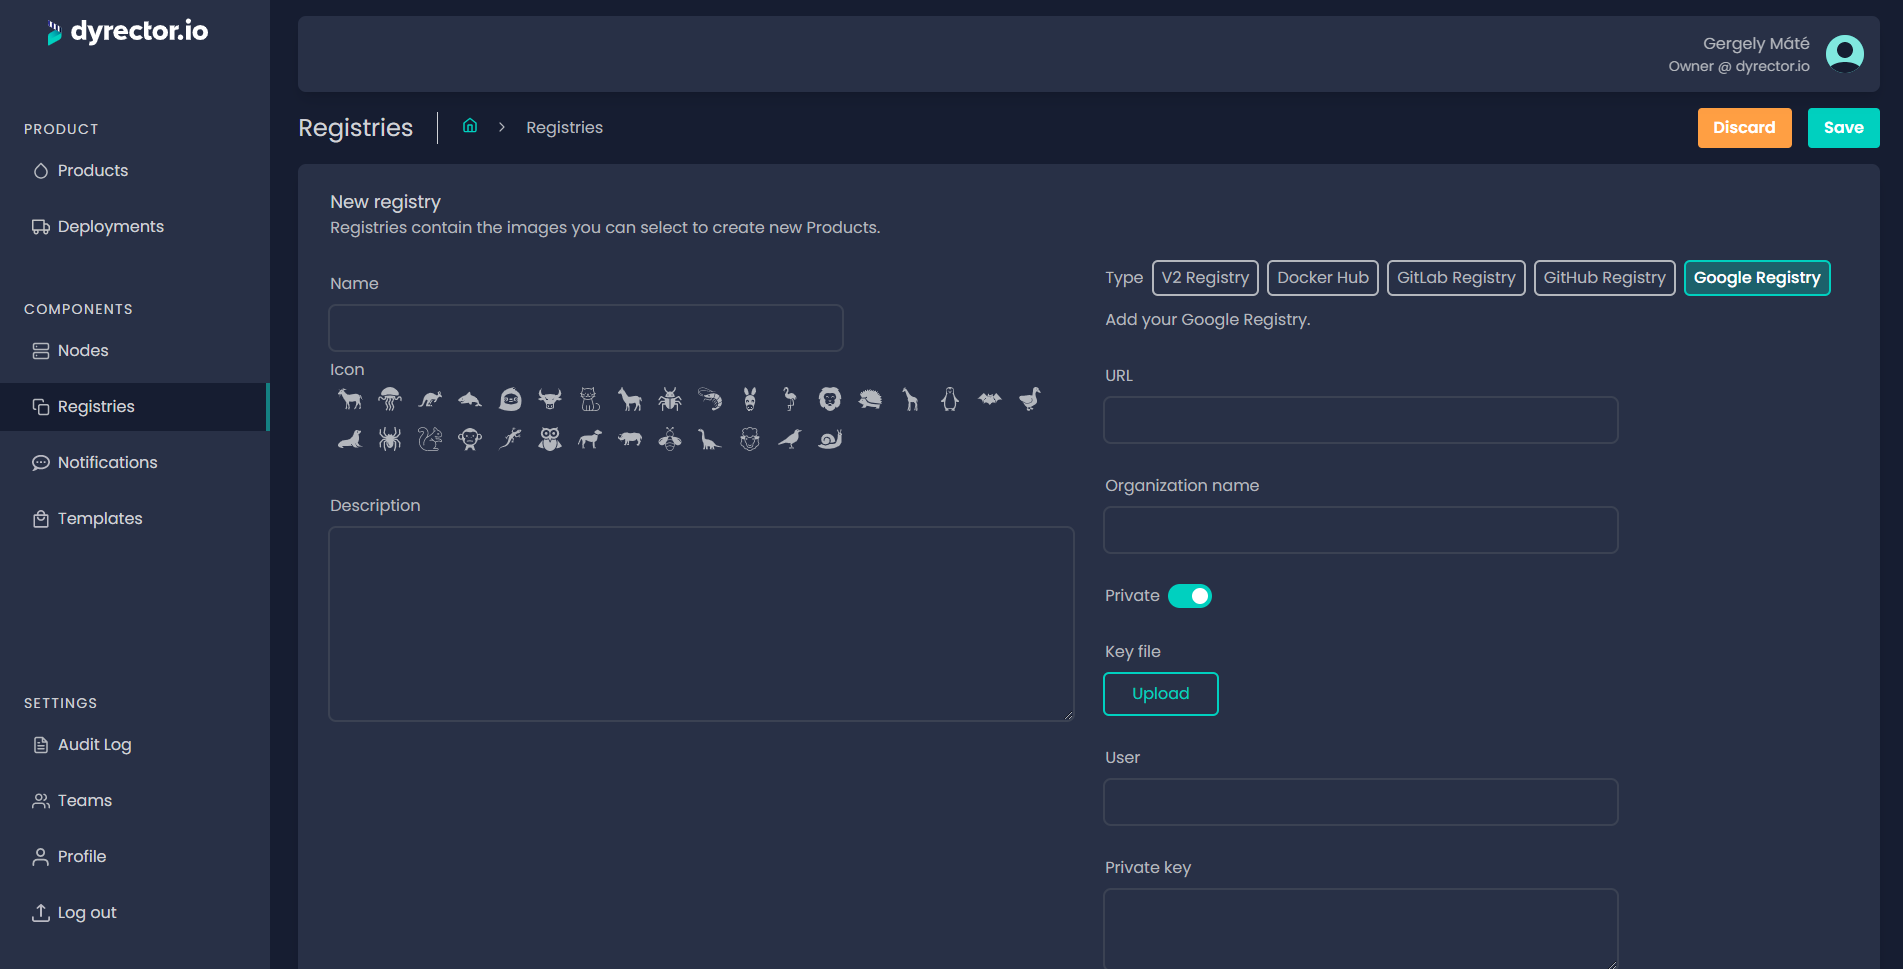 dyrector.io
Gergely Máté
Owner @ dyrector.io
PRODUCT
Products
Deployments
COMPONENTS
Nodes
Registries
Notifications
Templates
SETTINGS
Audit Log
Teams
Profile
Log out
Registries
Registries
Discard
Save
New registry
Registries contain the images you can select to create new Products.
Name
Icon
Description
Type
V2 Registry
Docker Hub
GitLab Registry
GitHub Registry
Google Registry
Add your Google Registry.
URL
Organization name
Private
Key file
Upload
User
Private key